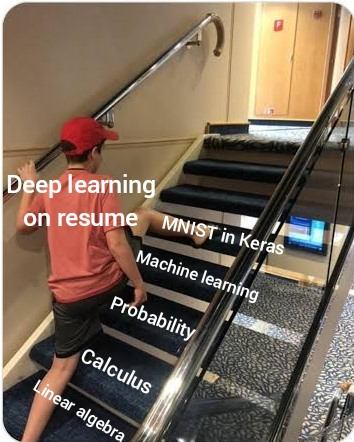 Deep learning
on resume
MNIST in Keras
Machine learning
Probability
Calculus
Linear algebra